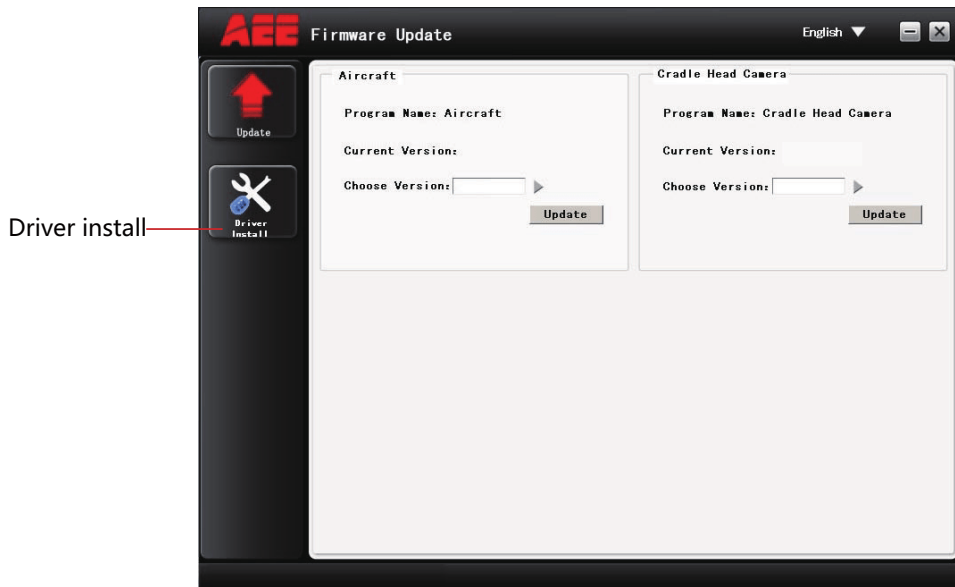 AEE Firmware Update English
Update
Driver
Install
Driver install
Aircraft
Program Name: Aircraft
Current Version:
Choose Version:
Update
Cradle Head Camera
Program Name: Cradle Head Camera
Current Version:
Choose Version:
Update